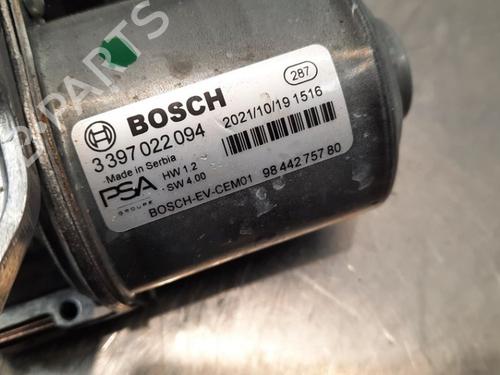 287
BOSCH
2021/10/19 1516
3 397 022 094
Made in Serbia
HW 1.2
SW 4.00
PSA
GROUPE
98 442 757 80
BOSCH-EV-CEM01
PARTS